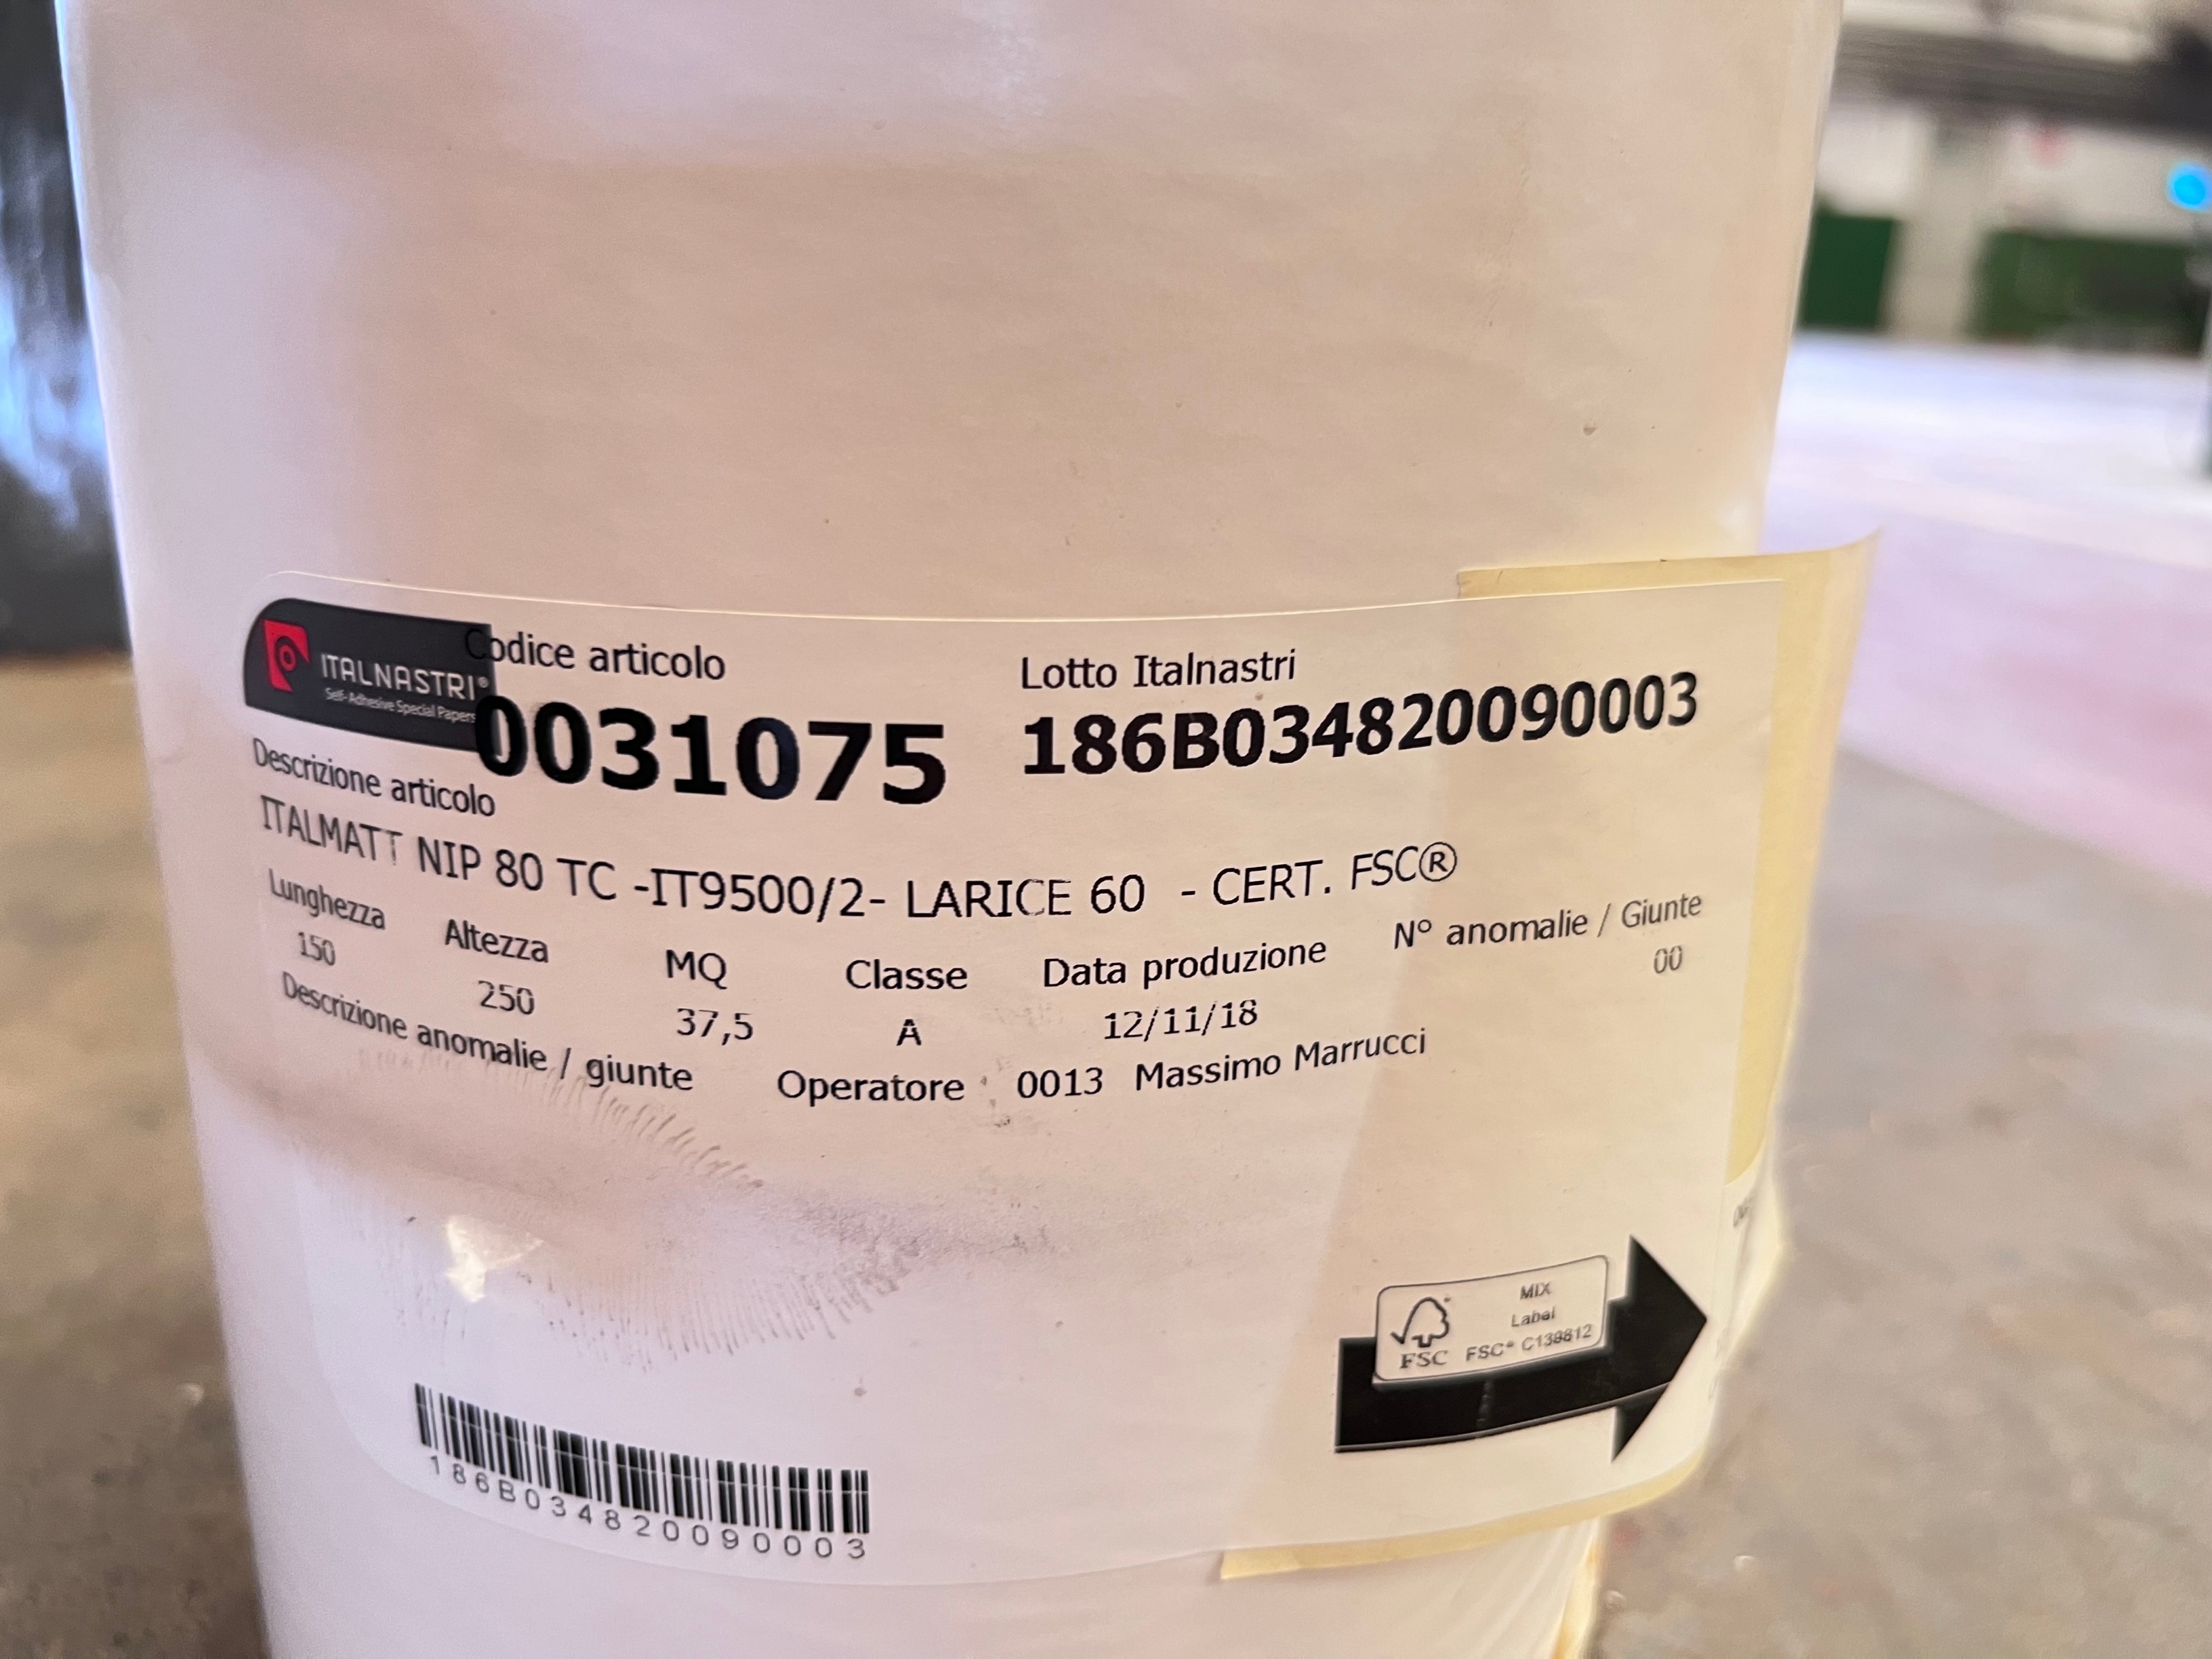 ITALNASTRI®
Self-Adhesive Special Papers
Codice articolo
0031075
Lotto Italnastri
186B034820090003
Descrizione articolo
ITALMATT NIP 80 TC -IT9500/2- LARICE 60 - CERT. FSC®
Lunghezza Altezza MQ Classe Data produzione N° anomalie / Giunte
150 250 37,5 A 12/11/18 00
Descrizione anomalie / giunte Operatore 0013 Massimo Marrucci
MIX
Label
FSC FSC® C138812
186B034820090003